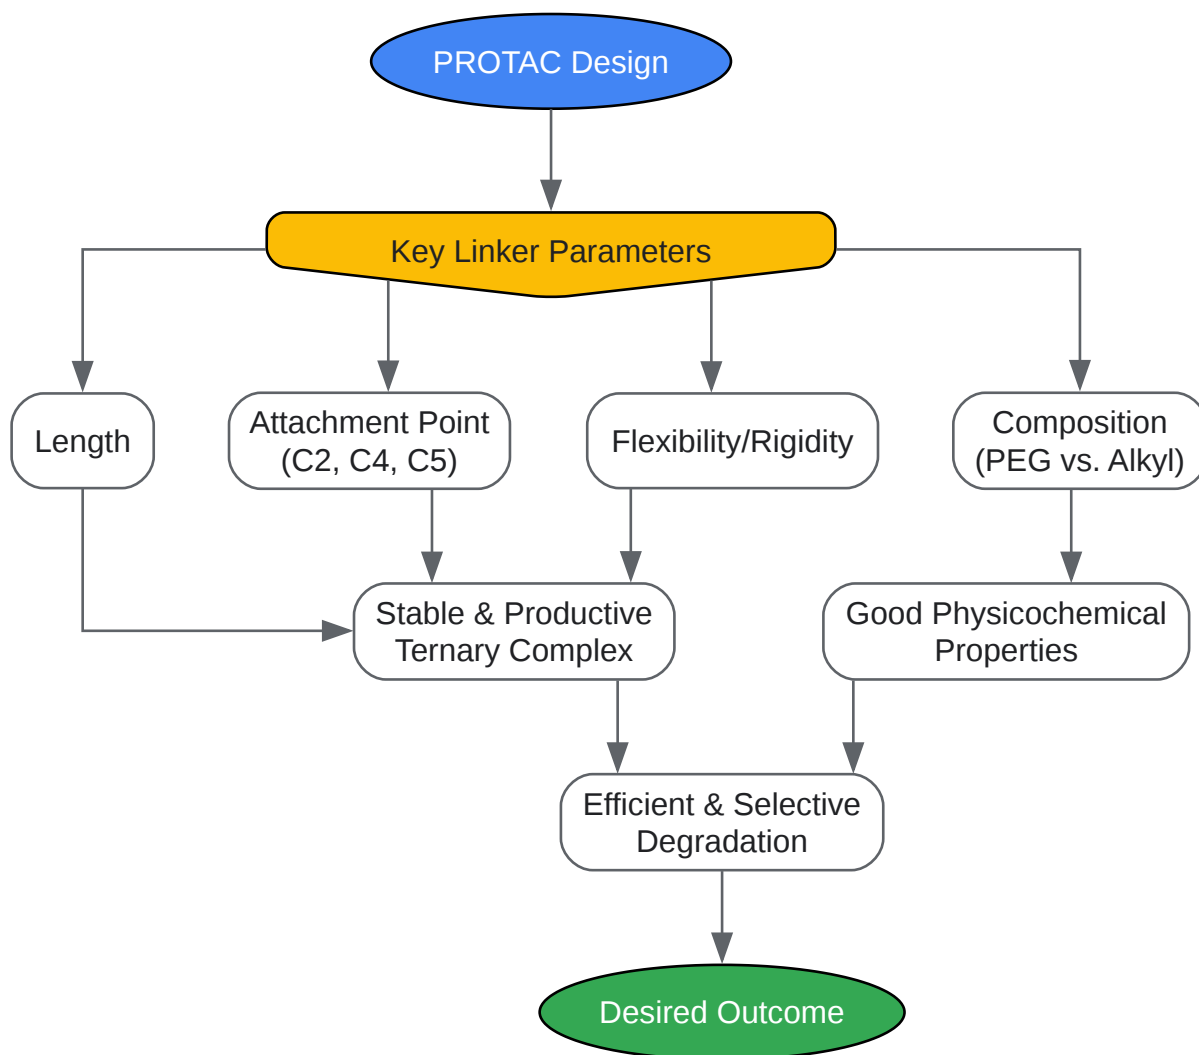 PROTAC Design
Key Linker Parameters
Length
Attachment Point
(C2, C4, C5)
Flexibility/Rigidity
Composition
(PEG vs. Alkyl)
Stable & Productive
Ternary Complex
Good Physicochemical
Properties
Efficient & Selective
Degradation
Desired Outcome